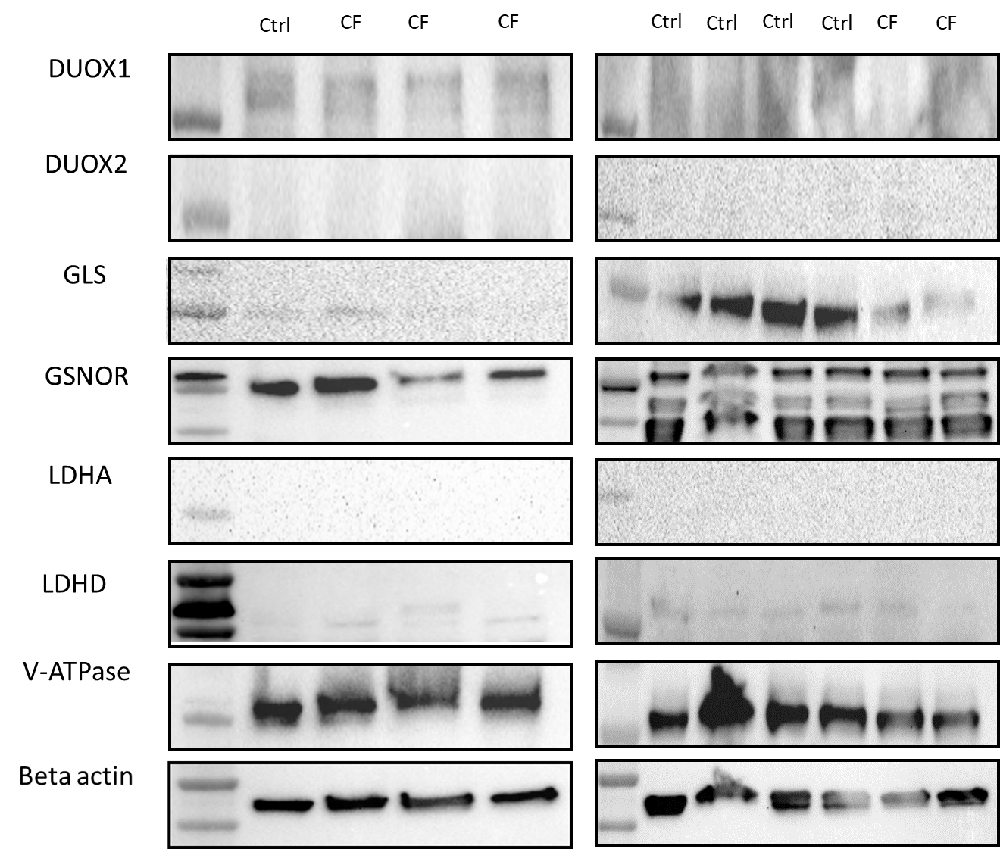 Ctrl CF CF CF Ctrl Ctrl Ctrl Ctrl CF CF
DUOX1
DUOX2
GLS
GSNOR
LDHA
LDHD
V-ATPase
Beta actin